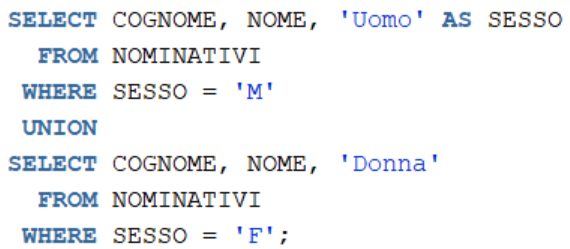 SELECT COGNOME, NOME, 'Uomo' AS SESSO
FROM NOMINATIVI
WHERE SESSO = 'M'
UNION
SELECT COGNOME, NOME, 'Donna'
FROM NOMINATIVI
WHERE SESSO = 'F';